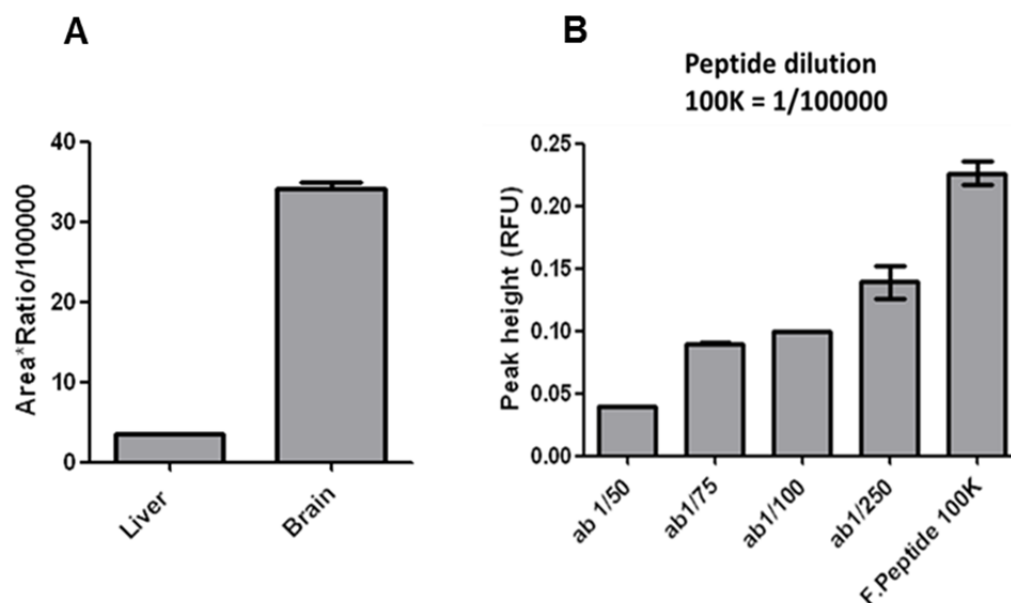 A
Area*Ratio/100000
40
30
20
10
0
Liver
Brain
B
Peptide dilution
100K = 1/100000
Peak height (RFU)
0.25
0.20
0.15
0.10
0.05
0.00
ab 1/50
ab1/75
ab1/100
ab1/250
F.Peptide 100K